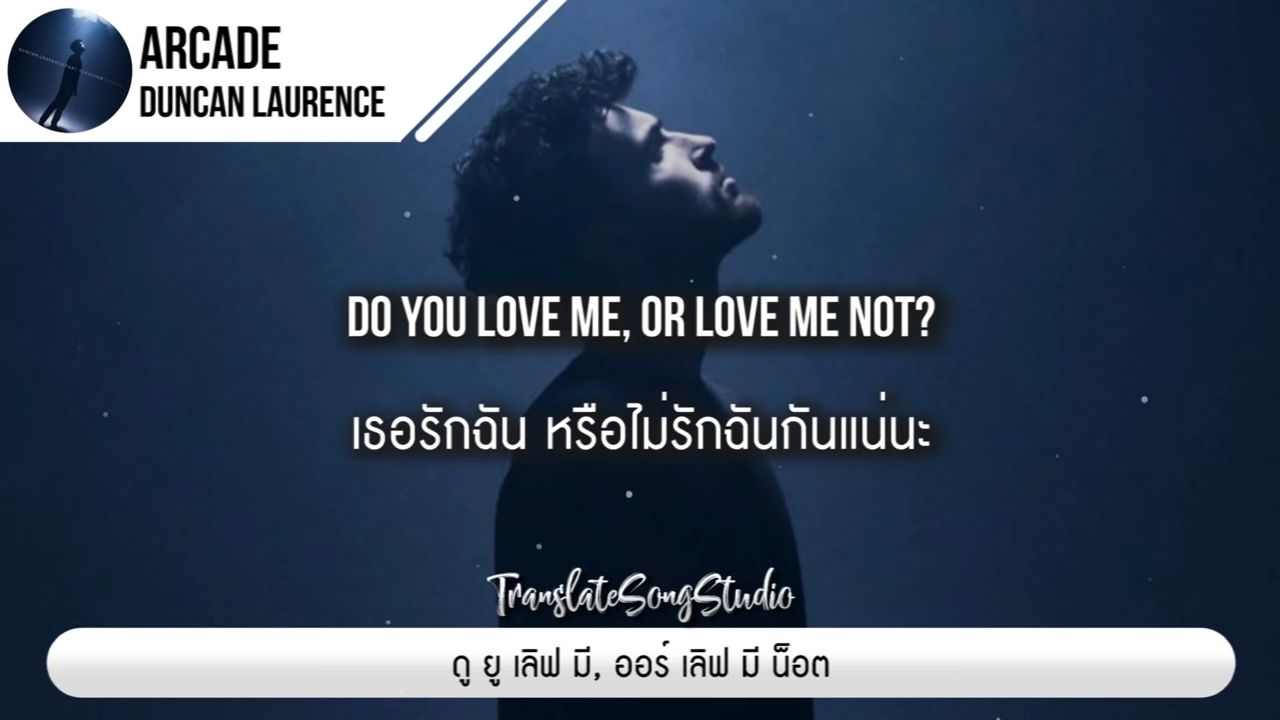 ARCADE
DUNCAN LAURENCE
DO YOU LOVE ME, OR LOVE ME NOT?
เธอรักฉัน หรือไม่รักฉันกันแน่นะ
TranslateSongStudio
ดู ยู เลิฟ มี, ออร์ เลิฟ มี น็อต